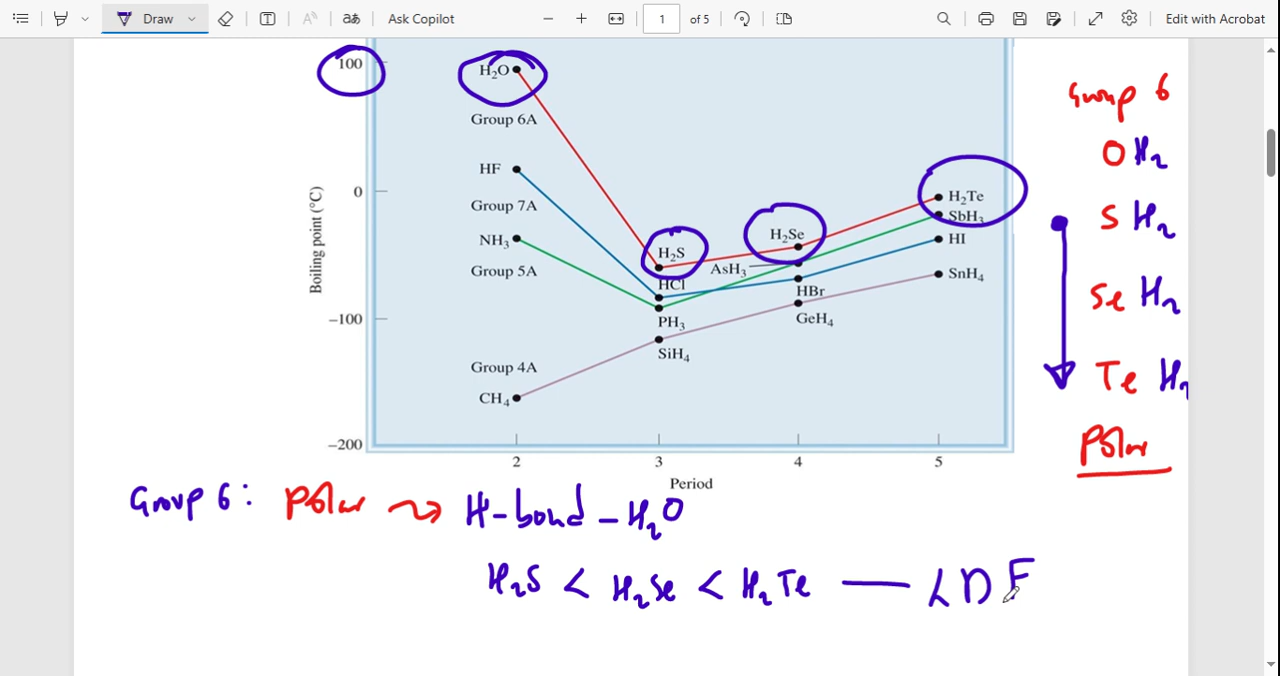 Draw
Ask Copilot
1 of 5
Edit with Acrobat
100
H₂O
Group 6A
HF
Group 7A
NH₃
Group 5A
Group 4A
CH₄
0
-100
-200
Boiling point (°C)
H₂S
HCl
PH₃
SiH₄
H₂Se
AsH₃
HBr
GeH₄
H₂Te
SbH₃
HI
SnH₄
2 3 4 5
Period
Group 6
OH₂
SH₂
SeH₂
TeH₂
Polar
Group 6: Polar → H-bond - H₂O
H₂S < H₂Se < H₂Te — LDF